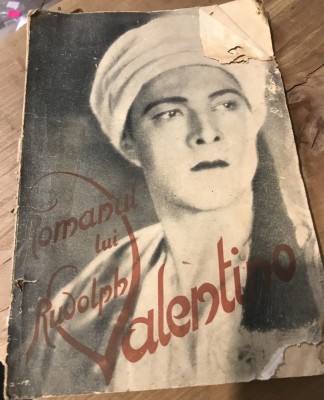 Romanul
lui
Rudolph
Valentino